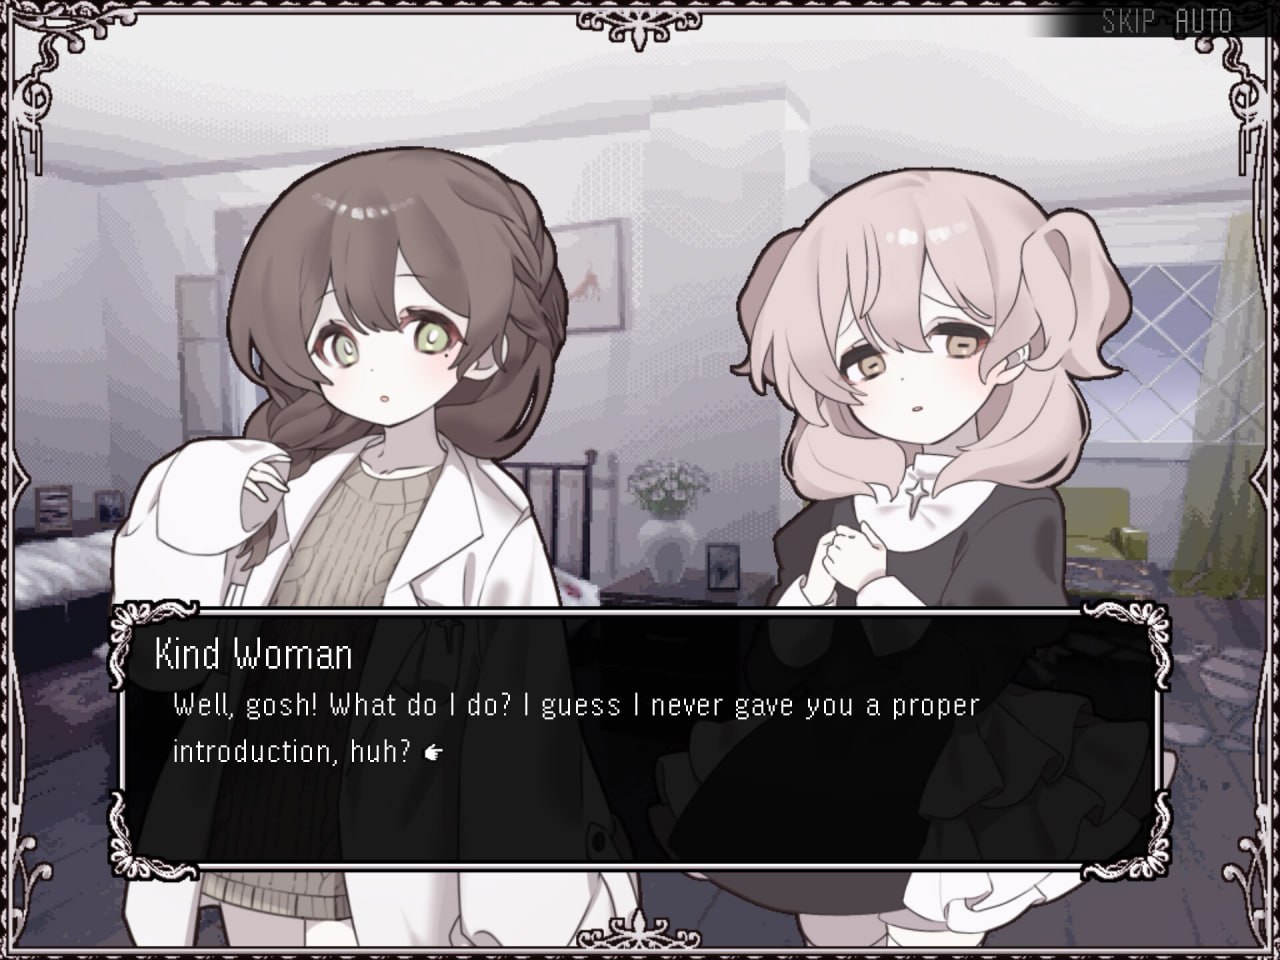 SKIP AUTO
Kind Woman
Well, gosh! What do I do? I guess I never gave you a proper
introduction, huh?